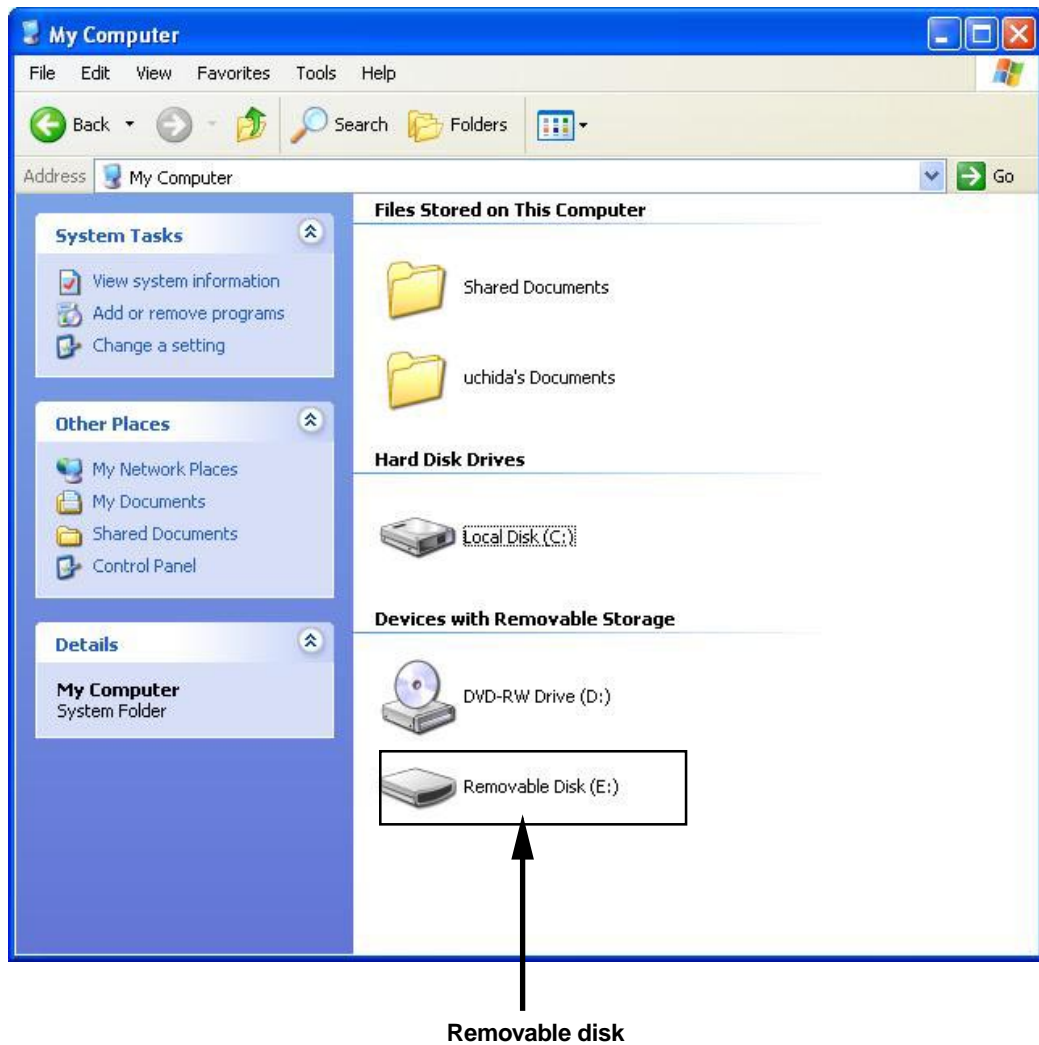 My Computer
File Edit View Favorites Tools Help
Back Search Folders
Address My Computer Go
System Tasks
View system information
Add or remove programs
Change a setting
Other Places
My Network Places
My Documents
Shared Documents
Control Panel
Details
My Computer
System Folder
Files Stored on This Computer
Shared Documents
uchida's Documents
Hard Disk Drives
Local Disk (C:)
Devices with Removable Storage
DVD-RW Drive (D:)
Removable Disk (E:)
Removable disk